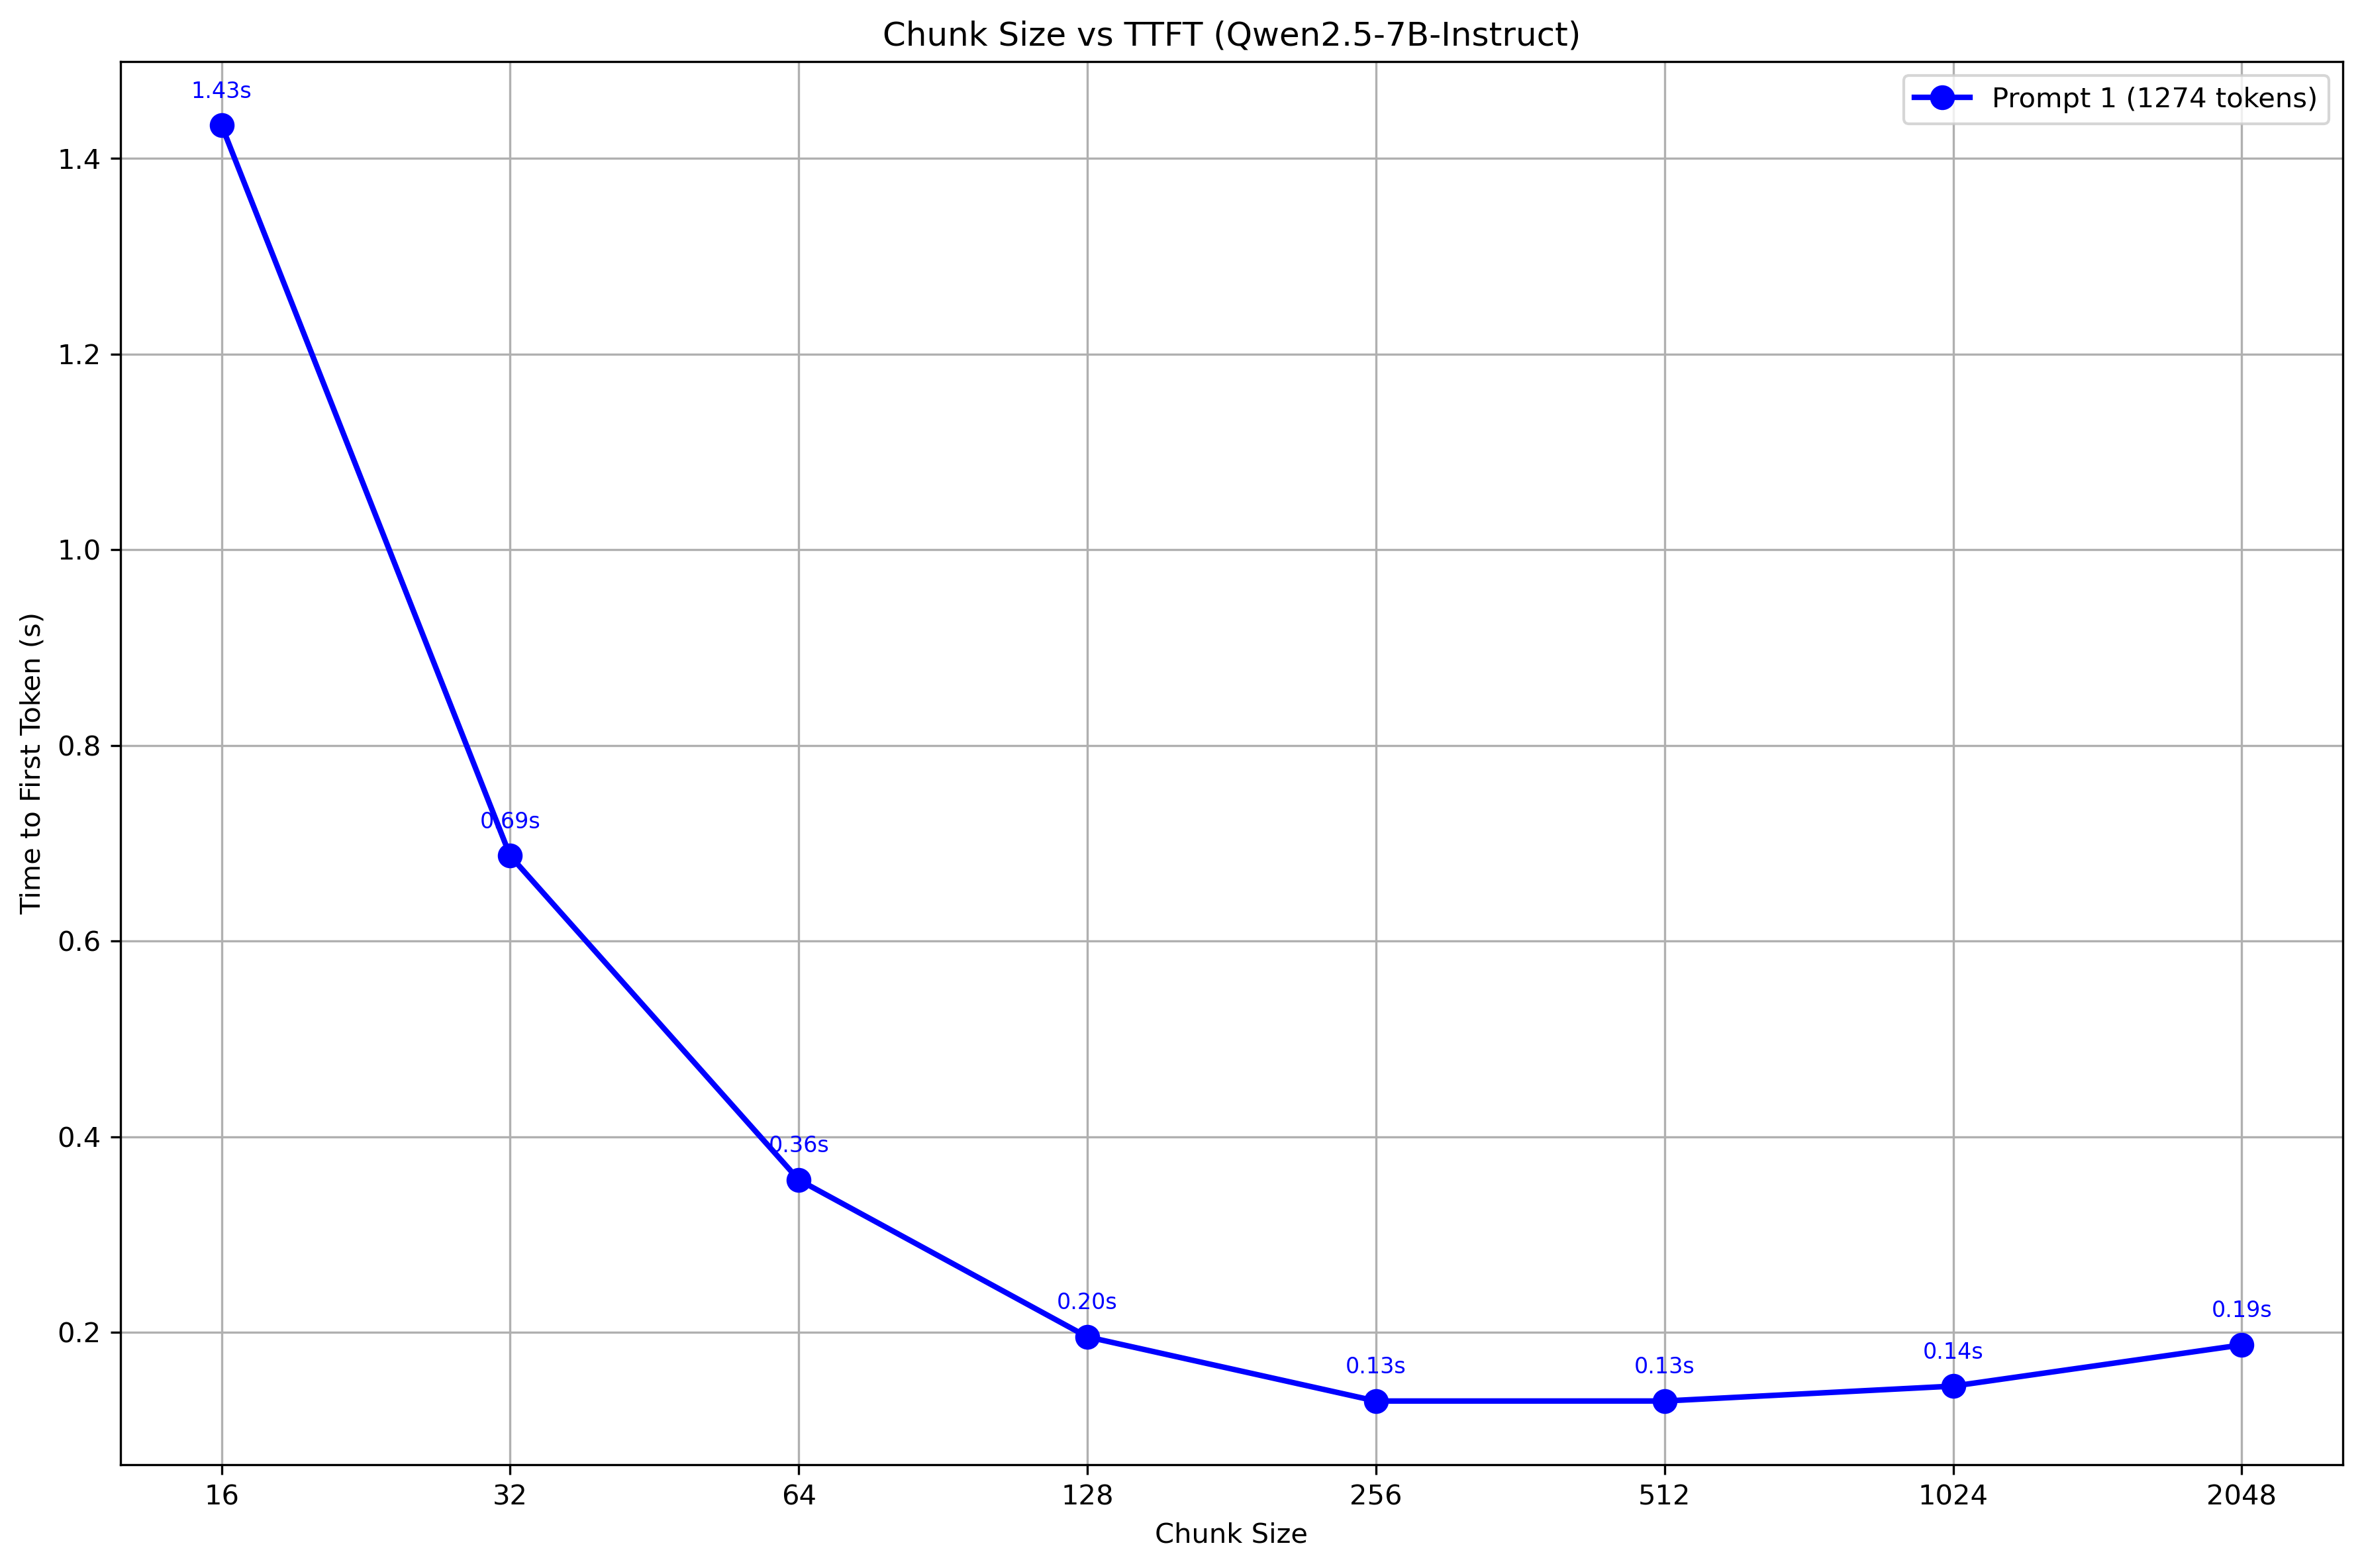 Chunk Size vs TTFT (Qwen2.5-7B-Instruct)
Prompt 1 (1274 tokens)
Time to First Token (s)
1.4
1.2
1.0
0.8
0.6
0.4
0.2
1.43s
0.69s
0.36s
0.20s
0.13s
0.13s
0.14s
0.19s
16
32
64
128
256
512
1024
2048
Chunk Size